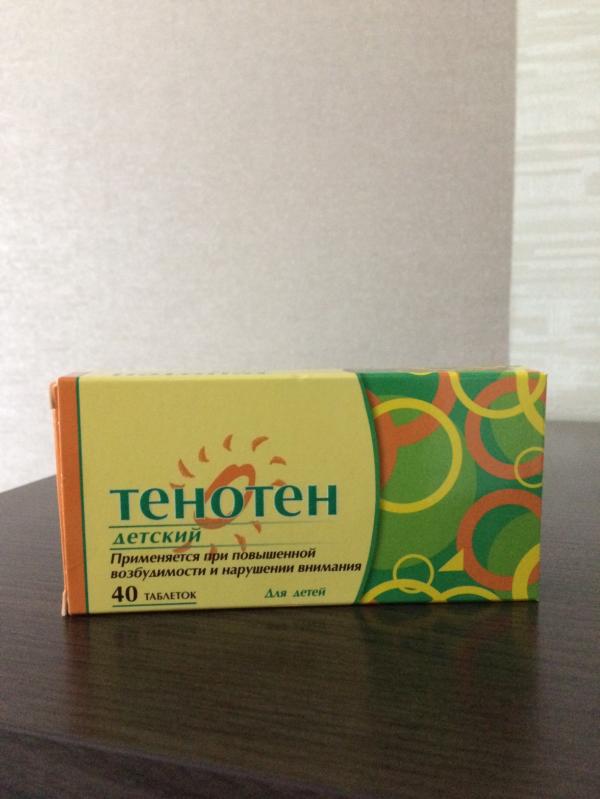 ТЕНОТЕН
детский
Применяется при повышенной
возбудимости и нарушении внимания
40 ТАБЛЕТОК
Для детей